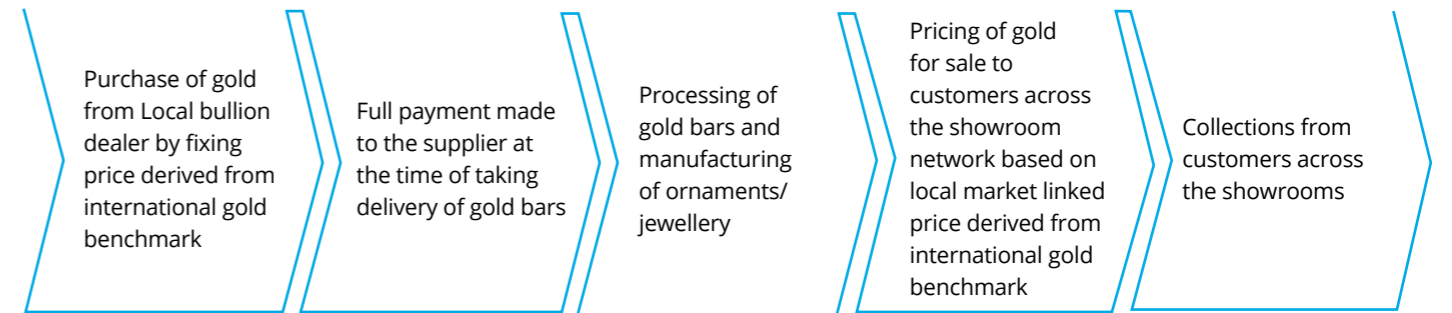 Purchase of gold
from Local bullion
dealer by fixing
price derived from
international gold
benchmark
Full payment made
to the supplier at
the time of taking
delivery of gold bars
Processing of
gold bars and
manufacturing
of ornaments/
jewellery
Pricing of gold
for sale to
customers across
the showroom
network based on
local market linked
price derived from
international gold
benchmark
Collections from
customers across
the showrooms